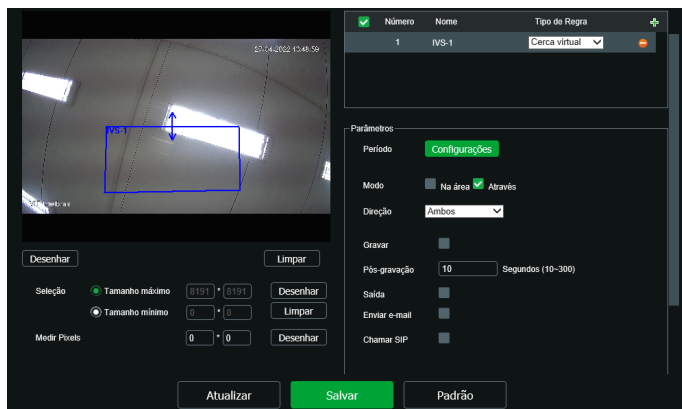 27-04-2022 10:48:59
IVS-1
Desenhar
Limpar
Seleção Tamanho máximo 8191 * 8191 Desenhar
Tamanho mínimo 0 * 0 Limpar
Medir Pixels 0 * 0 Desenhar
Número Nome Tipo de Regra
1 IVS-1 Cerca virtual
Parâmetros
Período Configurações
Modo Na área Através
Direção Ambos
Gravar
Pós-gravação 10 Segundos (10~300)
Saída
Enviar e-mail
Chamar SIP
Atualizar Salvar Padrão